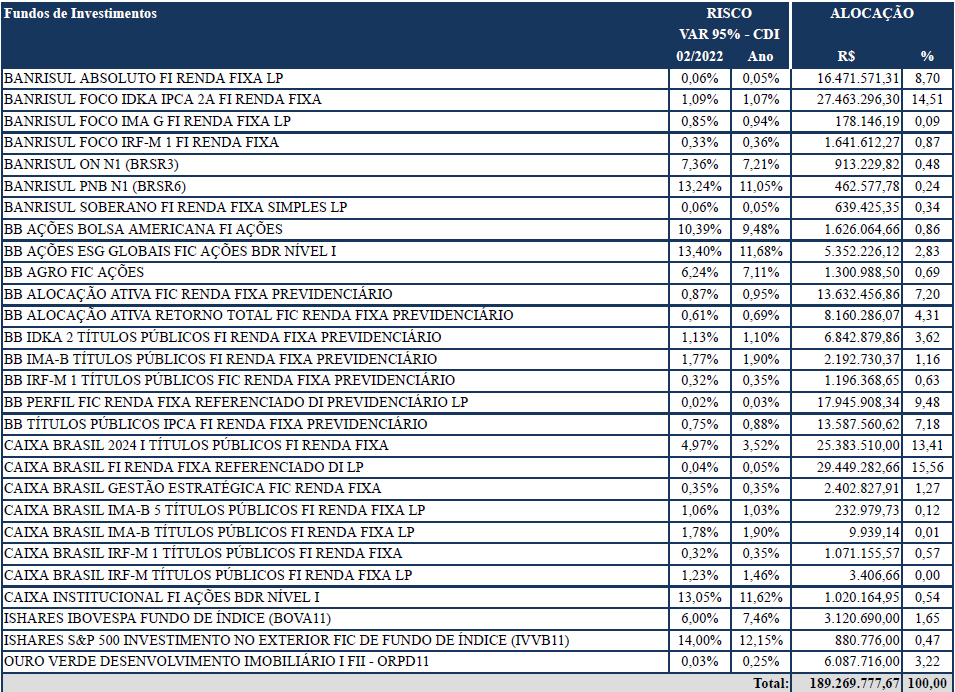 Fundos de Investimentos RISCO ALOCAÇÃO
VAR 95% - CDI
02/2022 Ano R$ %
BANRISUL ABSOLUTO FI RENDA FIXA LP 0,06% 0,05% 16.471.571,31 8,70
BANRISUL FOCO IDKA IPCA 2A FI RENDA FIXA 1,09% 1,07% 27.463.296,30 14,51
BANRISUL FOCO IMA G FI RENDA FIXA LP 0,85% 0,94% 178.146,19 0,09
BANRISUL FOCO IRF-M 1 FI RENDA FIXA 0,33% 0,36% 1.641.612,27 0,87
BANRISUL ON N1 (BRSR3) 7,36% 7,21% 913.229,82 0,48
BANRISUL PNB N1 (BRSR6) 13,24% 11,05% 462.577,78 0,24
BANRISUL SOBERANO FI RENDA FIXA SIMPLES LP 0,06% 0,05% 639.425,35 0,34
BB AÇÕES BOLSA AMERICANA FI AÇÕES 10,39% 9,48% 1.626.064,66 0,86
BB AÇÕES ESG GLOBAIS FIC AÇÕES BDR NÍVEL I 13,40% 11,68% 5.352.226,12 2,83
BB AGRO FIC AÇÕES 6,24% 7,11% 1.300.988,50 0,69
BB ALOCAÇÃO ATIVA FIC RENDA FIXA PREVIDENCIÁRIO 0,87% 0,95% 13.632.456,86 7,20
BB ALOCAÇÃO ATIVA RETORNO TOTAL FIC RENDA FIXA PREVIDENCIÁRIO 0,61% 0,69% 8.160.286,07 4,31
BB IDKA 2 TÍTULOS PÚBLICOS FI RENDA FIXA PREVIDENCIÁRIO 1,13% 1,10% 6.842.879,86 3,62
BB IMA-B TÍTULOS PÚBLICOS FI RENDA FIXA PREVIDENCIÁRIO 1,77% 1,90% 2.192.730,37 1,16
BB IRF-M 1 TÍTULOS PÚBLICOS FIC RENDA FIXA PREVIDENCIÁRIO 0,32% 0,35% 1.196.368,65 0,63
BB PERFIL FIC RENDA FIXA REFERENCIADO DI PREVIDENCIÁRIO LP 0,02% 0,03% 17.945.908,34 9,48
BB TÍTULOS PÚBLICOS IPCA FI RENDA FIXA PREVIDENCIÁRIO 0,75% 0,88% 13.587.560,62 7,18
CAIXA BRASIL 2024 I TÍTULOS PÚBLICOS FI RENDA FIXA 4,97% 3,52% 25.383.510,00 13,41
CAIXA BRASIL FI RENDA FIXA REFERENCIADO DI LP 0,04% 0,05% 29.449.282,66 15,56
CAIXA BRASIL GESTÃO ESTRATÉGICA FIC RENDA FIXA 0,35% 0,35% 2.402.827,91 1,27
CAIXA BRASIL IMA-B 5 TÍTULOS PÚBLICOS FI RENDA FIXA LP 1,06% 1,03% 232.979,73 0,12
CAIXA BRASIL IMA-B TÍTULOS PÚBLICOS FI RENDA FIXA LP 1,78% 1,90% 9.939,14 0,01
CAIXA BRASIL IRF-M 1 TÍTULOS PÚBLICOS FI RENDA FIXA 0,32% 0,35% 1.071.155,57 0,57
CAIXA BRASIL IRF-M TÍTULOS PÚBLICOS FI RENDA FIXA LP 1,23% 1,46% 3.406,66 0,00
CAIXA INSTITUCIONAL FI AÇÕES BDR NÍVEL I 13,05% 11,62% 1.020.164,95 0,54
ISHARES IBOVESPA FUNDO DE ÍNDICE (BOVA11) 6,00% 7,46% 3.120.690,00 1,65
ISHARES S&P 500 INVESTIMENTO NO EXTERIOR FIC DE FUNDO DE ÍNDICE (IVVB11) 14,00% 12,15% 880.776,00 0,47
OURO VERDE DESENVOLVIMENTO IMOBILIÁRIO I FII - ORPD11 0,03% 0,25% 6.087.716,00 3,22
Total: 189.269.777,67 100,00